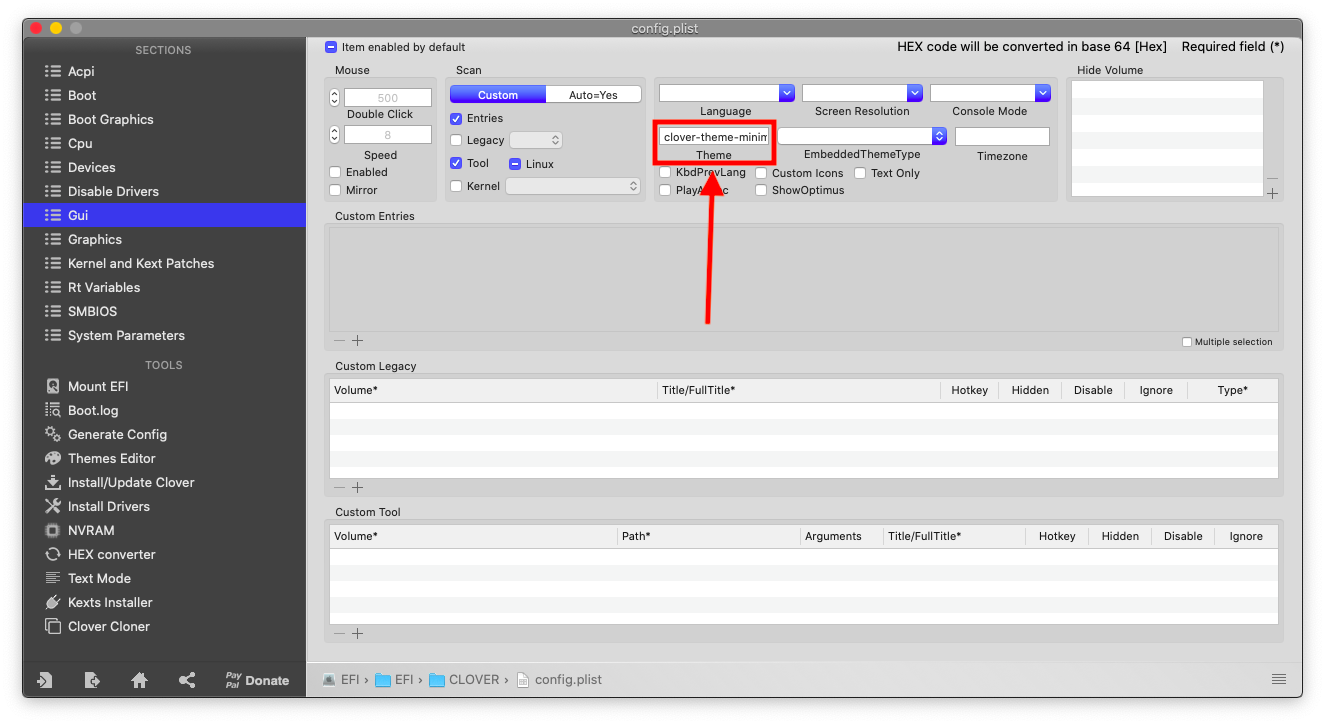 config.plist
SECTIONS
Acpi
Boot
Boot Graphics
Cpu
Devices
Disable Drivers
Gui
Graphics
Kernel and Kext Patches
Rt Variables
SMBIOS
System Parameters
TOOLS
Mount EFI
Boot.log
Generate Config
Themes Editor
Install/Update Clover
Install Drivers
NVRAM
HEX converter
Text Mode
Kexts Installer
Clover Cloner
Pay Pal Donate
Item enabled by default
HEX code will be converted in base 64 [Hex] Required field (*)
Mouse
500
Double Click
8
Speed
Enabled
Mirror
Scan
Custom Auto=Yes
Entries
Legacy
Tool Linux
Kernel
Language Screen Resolution Console Mode
clover-theme-minim
Theme EmbeddedThemeType Timezone
KbdPrevLang Custom Icons Text Only
ShowOptimus
Hide Volume
Custom Entries
Multiple selection
Custom Legacy
Volume* Title/FullTitle* Hotkey Hidden Disable Ignore Type*
Custom Tool
Volume* Path* Arguments Title/FullTitle* Hotkey Hidden Disable Ignore
EFI › EFI › CLOVER › config.plist